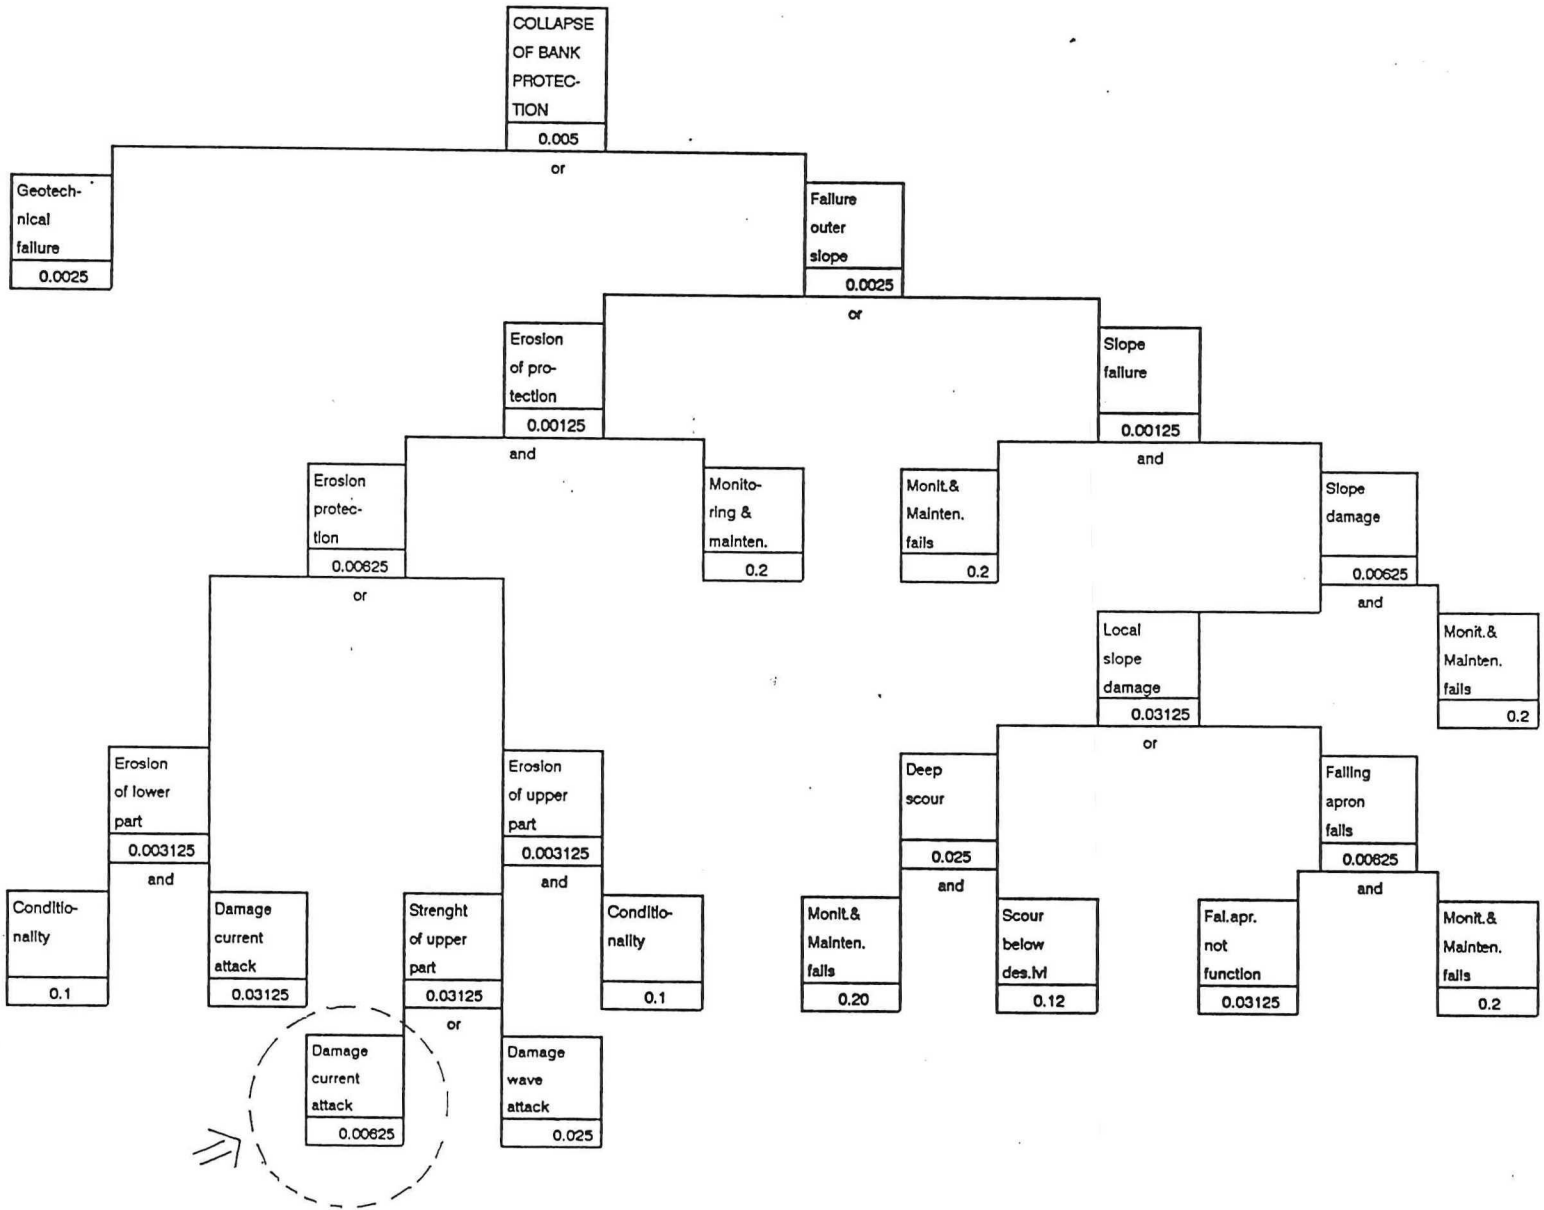 COLLAPSE
OF BANK
PROTEC-
TION
0.005
or
Geotech-
nical
failure
0.0025
Failure
outer
slope
0.0025
or
Erosion
of pro-
tection
0.00125
and
Slope
failure
0.00125
and
Erosion
protec-
tion
0.00625
or
Monito-
ring &
mainten.
0.2
Monit.&
Mainten.
fails
0.2
Slope
damage
0.00625
and
Local
slope
damage
0.03125
or
Monit.&
Mainten.
fails
0.2
Erosion
of lower
part
0.003125
and
Erosion
of upper
part
0.003125
and
Deep
scour
0.025
and
Falling
apron
fails
0.00625
and
Conditio-
nality
0.1
Damage
current
attack
0.03125
Strenght
of upper
part
0.03125
or
Conditio-
nality
0.1
Monit.&
Mainten.
fails
0.20
Scour
below
des.lvl
0.12
Fal.apr.
not
function
0.03125
Monit.&
Mainten.
fails
0.2
Damage
current
attack
0.00625
Damage
wave
attack
0.025